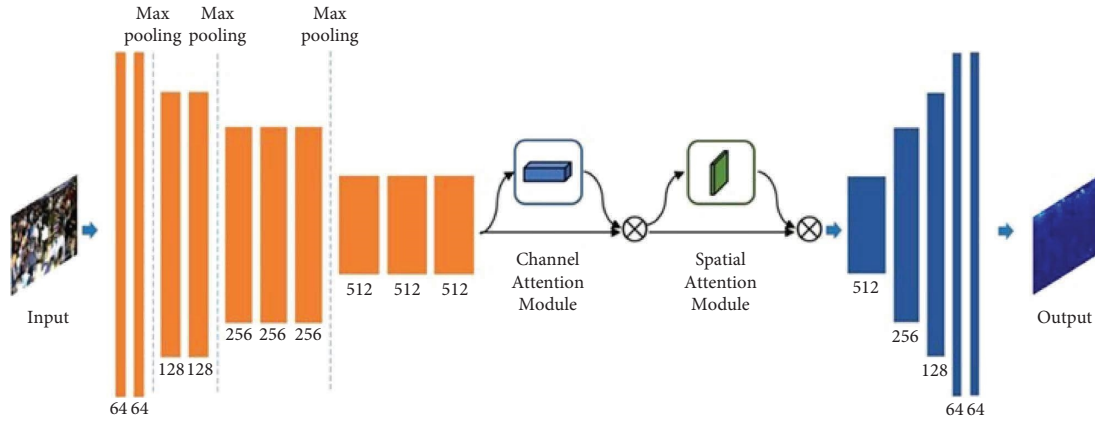 Max
pooling
Max
pooling
Max
pooling
Input
64 64
128 128
256 256 256
512 512 512
Channel
Attention
Module
Spatial
Attention
Module
512
256
128
64 64
Output